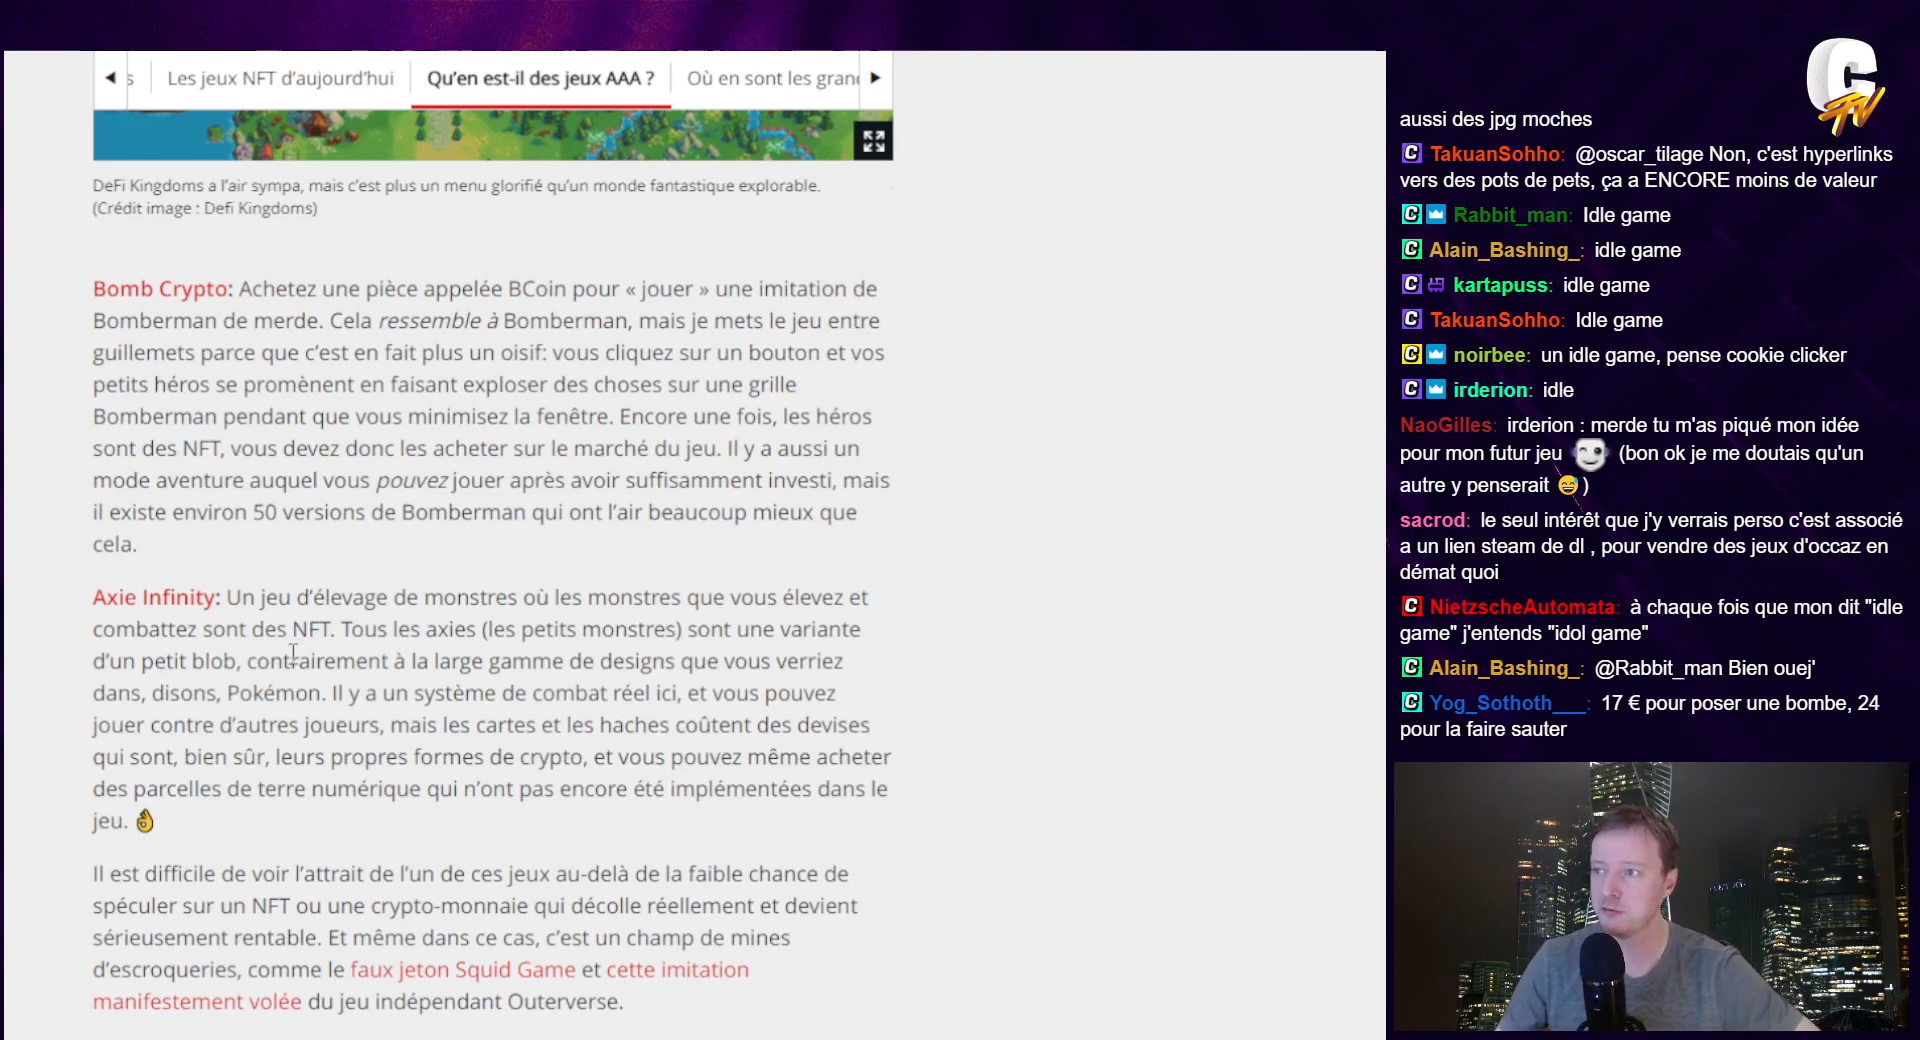 s
Les jeux NFT d’aujourd’hui
Qu’en est-il des jeux AAA ?
Où en sont les grand
DeFi Kingdoms a l’air sympa, mais c’est plus un menu glorifié qu’un monde fantastique explorable.
(Crédit image : Defi Kingdoms)
Bomb Crypto: Achetez une pièce appelée BCoin pour « jouer » une imitation de
Bomberman de merde. Cela ressemble à Bomberman, mais je mets le jeu entre
guillemets parce que c’est en fait plus un oisif: vous cliquez sur un bouton et vos
petits héros se promènent en faisant exploser des choses sur une grille
Bomberman pendant que vous minimisez la fenêtre. Encore une fois, les héros
sont des NFT, vous devez donc les acheter sur le marché du jeu. Il y a aussi un
mode aventure auquel vous pouvez jouer après avoir suffisamment investi, mais
il existe environ 50 versions de Bomberman qui ont l’air beaucoup mieux que
cela.
Axie Infinity: Un jeu d’élevage de monstres où les monstres que vous élevez et
combattez sont des NFT. Tous les axies (les petits monstres) sont une variante
d’un petit blob, contrairement à la large gamme de designs que vous verriez
dans, disons, Pokémon. Il y a un système de combat réel ici, et vous pouvez
jouer contre d’autres joueurs, mais les cartes et les haches coûtent des devises
qui sont, bien sûr, leurs propres formes de crypto, et vous pouvez même acheter
des parcelles de terre numérique qui n’ont pas encore été implémentées dans le
jeu. 👌
Il est difficile de voir l’attrait de l’un de ces jeux au-delà de la faible chance de
spéculer sur un NFT ou une crypto-monnaie qui décolle réellement et devient
sérieusement rentable. Et même dans ce cas, c’est un champ de mines
d’escroqueries, comme le faux jeton Squid Game et cette imitation
manifestement volée du jeu indépendant Outerverse.
C TV
aussi des jpg moches
TakuanSohho: @oscar_tilage Non, c'est hyperlinks
vers des pots de pets, ça a ENCORE moins de valeur
Rabbit_man: Idle game
Alain_Bashing_: idle game
kartapuss: idle game
TakuanSohho: Idle game
noirbee: un idle game, pense cookie clicker
irderion: idle
NaoGilles: irderion : merde tu m'as piqué mon idée
pour mon futur jeu (bon ok je me doutais qu'un
autre y penserait 😅)
sacrod: le seul intérêt que j'y verrais perso c'est associé
a un lien steam de dl , pour vendre des jeux d'occaz en
démat quoi
NietzscheAutomata: à chaque fois que mon dit "idle
game" j'entends "idol game"
Alain_Bashing_: @Rabbit_man Bien ouej'
Yog_Sothoth___: 17 € pour poser une bombe, 24
pour la faire sauter